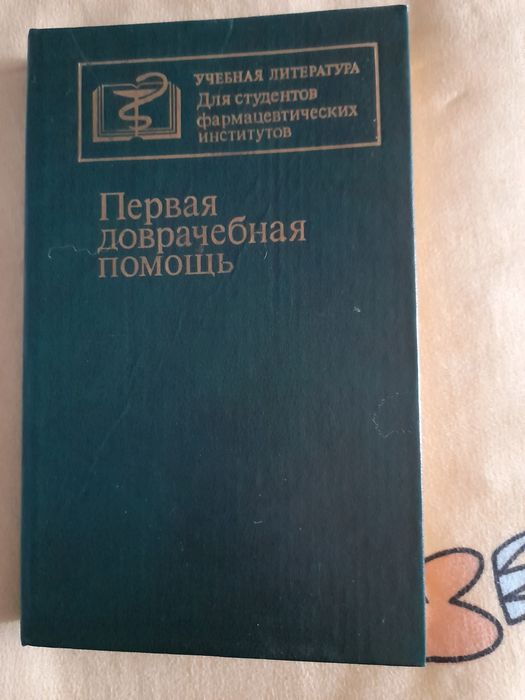 УЧЕБНАЯ ЛИТЕРАТУРА
Для студентов
фармацевтических
институтов
Первая
доврачебная
помощь